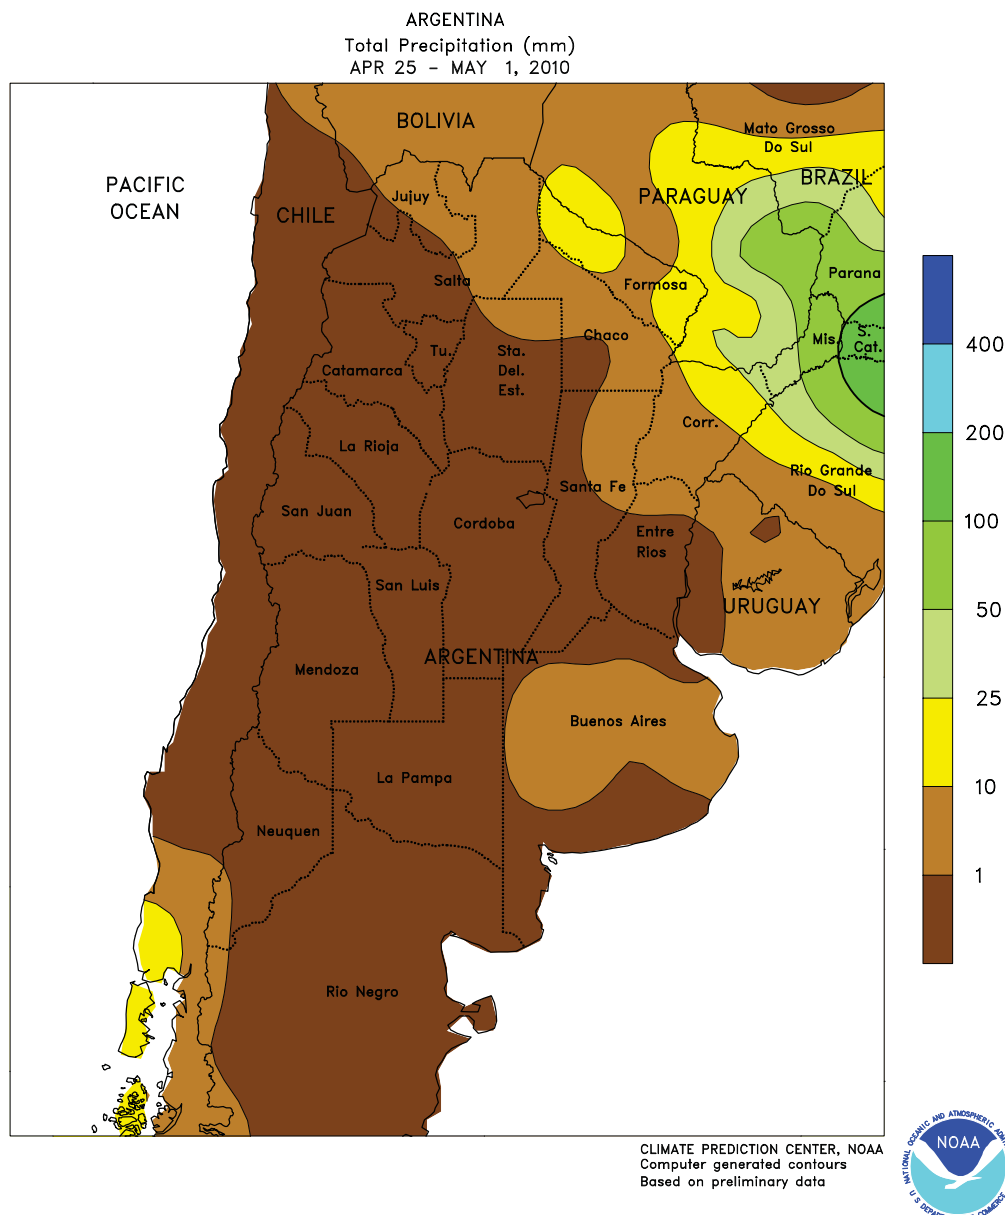 ARGENTINA
Total Precipitation (mm)
APR 25 - MAY 1, 2010
BOLIVIA
Mato Grosso
Do Sul
PACIFIC
OCEAN
BRAZIL
PARAGUAY
Jujuy
CHILE
Parana
Salta
Formosa
Chaco
S.
Cat.
Mis.
400
Tu.
Sta.
Del.
Est.
Catamarca
Corr.
200
La Rioja
Rio Grande
Do Sul
Santa Fe
San Juan
Cordoba
100
Entre
Rios
San Luis
URUGUAY
50
ARGENTINA
Mendoza
25
Buenos Aires
La Pampa
10
Neuquen
1
Rio Negro
CLIMATE PREDICTION CENTER, NOAA
Computer generated contours
Based on preliminary data
NATIONAL OCEANIC AND ATMOSPHERIC
NOAA
U S
COMMERCE